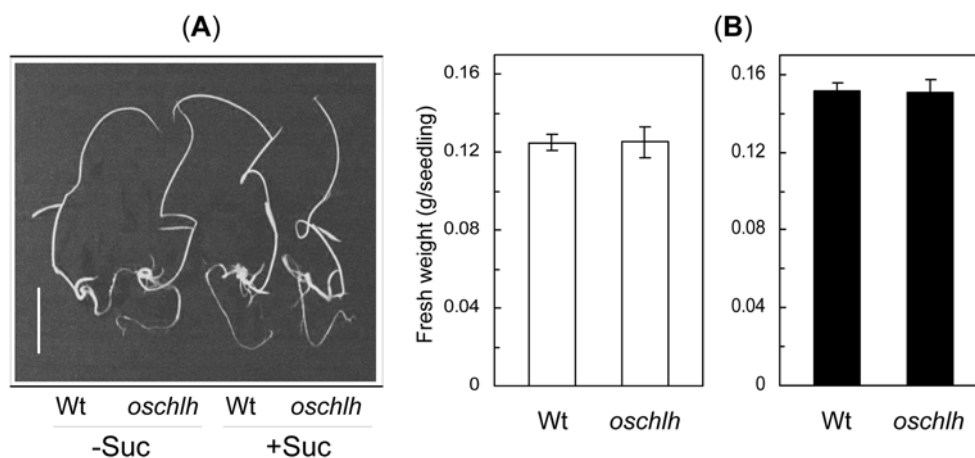 (A)
Wt oschlh Wt oschlh
-Suc +Suc
(B)
Fresh weight (g/seedling)
0.16
0.12
0.08
0.04
0
Wt oschlh
0.16
0.12
0.08
0.04
0
Wt oschlh